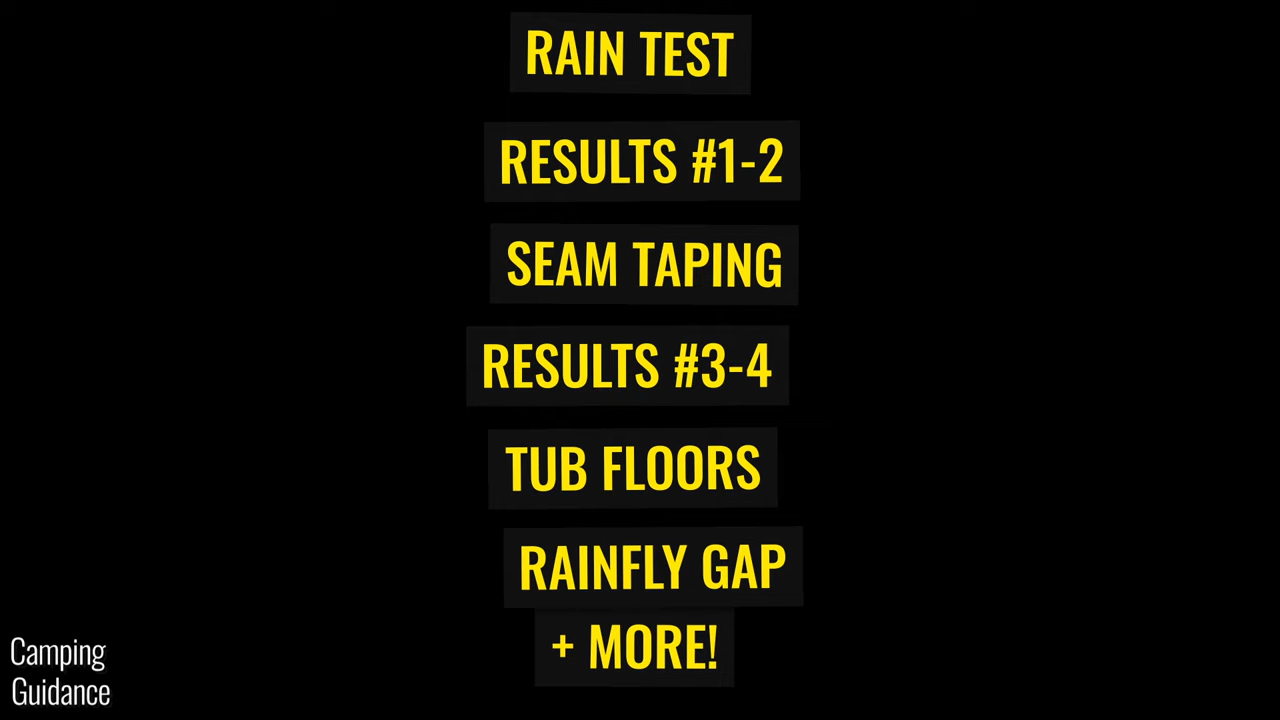 RAIN TEST
RESULTS #1-2
SEAM TAPING
RESULTS #3-4
TUB FLOORS
RAINFLY GAP
+ MORE!
Camping
Guidance